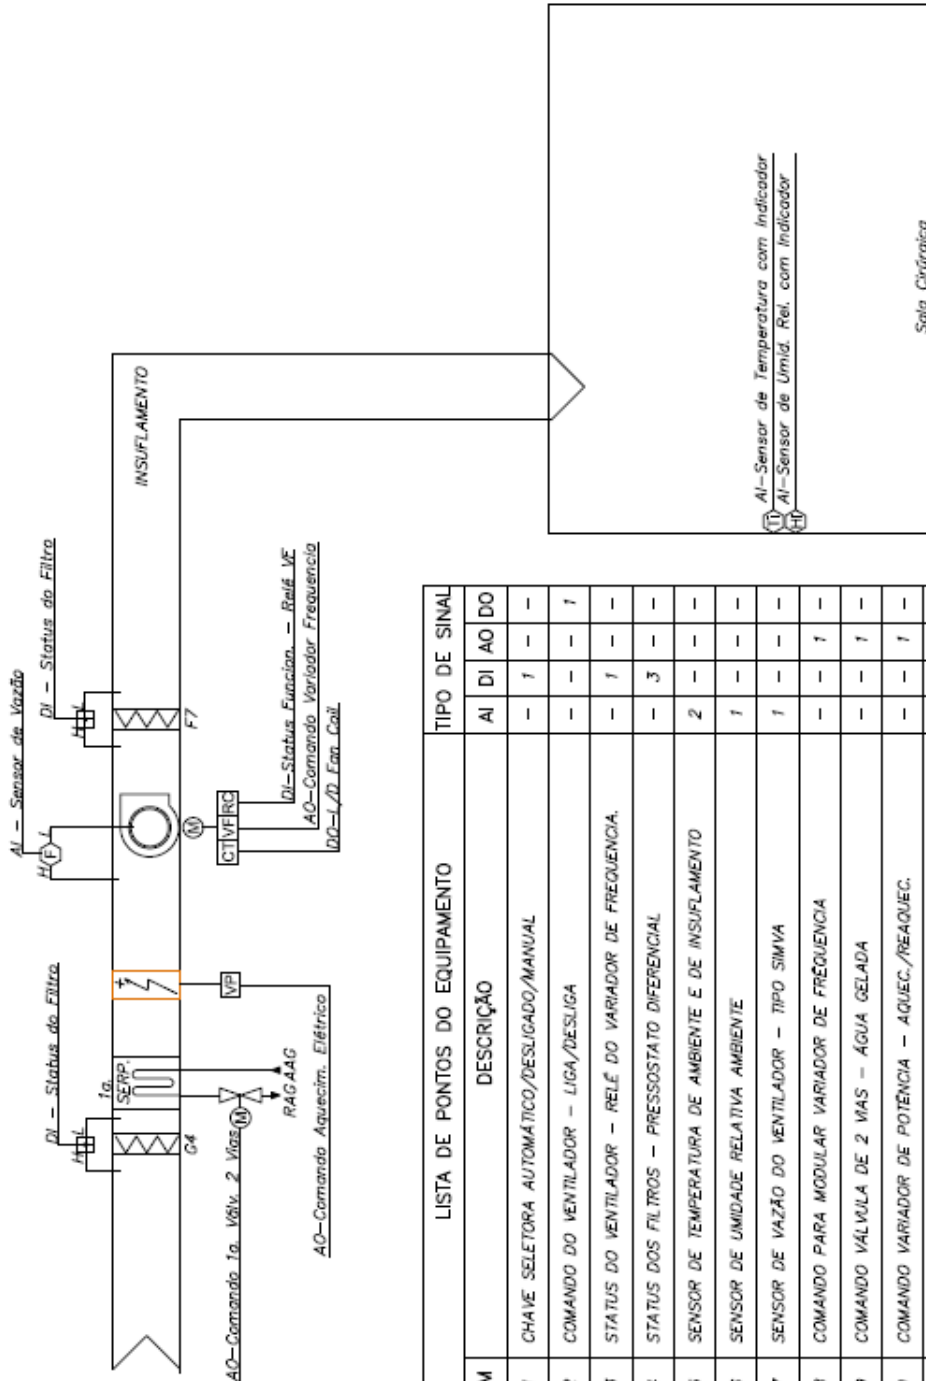 AI - Sensor de Vazão
DI - Status do Filtro
H L
F
H L
F7
INSUFLAMENTO
M
CT VF RC
DI-Status Funcion. - Relé VF
AO-Comando Variador Frequencia
DO-L/D Fan Coil
DI - Status do Filtro
H L
G4
1a.
SERP.
+
VP
RAG AAG
M
AO-Comando 1a. Válv. 2 Vias
AO-Comando Aquecim. Elétrico
AI-Sensor de Temperatura com Indicador
AI-Sensor de Umid. Rel. com Indicador
Ti
Hr
Sala Cirúrgica
LISTA DE PONTOS DO EQUIPAMENTO TIPO DE SINAL
M DESCRIÇÃO AI DI AO DO
1 CHAVE SELETORA AUTOMÁTICO/DESLIGADO/MANUAL - 1 - -
2 COMANDO DO VENTILADOR - LIGA/DESLIGA - - - 1
3 STATUS DO VENTILADOR - RELÉ DO VARIADOR DE FREQUENCIA. - 1 - -
STATUS DOS FILTROS - PRESSOSTATO DIFERENCIAL - 3 - -
SENSOR DE TEMPERATURA DE AMBIENTE E DE INSUFLAMENTO 2 - - -
SENSOR DE UMIDADE RELATIVA AMBIENTE 1 - - -
7 SENSOR DE VAZÃO DO VENTILADOR - TIPO SIMVA 1 - - -
COMANDO PARA MODULAR VARIADOR DE FRÊQUENCIA - - 1 -
COMANDO VÁLVULA DE 2 VIAS - ÁGUA GELADA - - 1 -
COMANDO VARIADOR DE POTÊNCIA - AQUEC./REAQUEC. - - 1 -